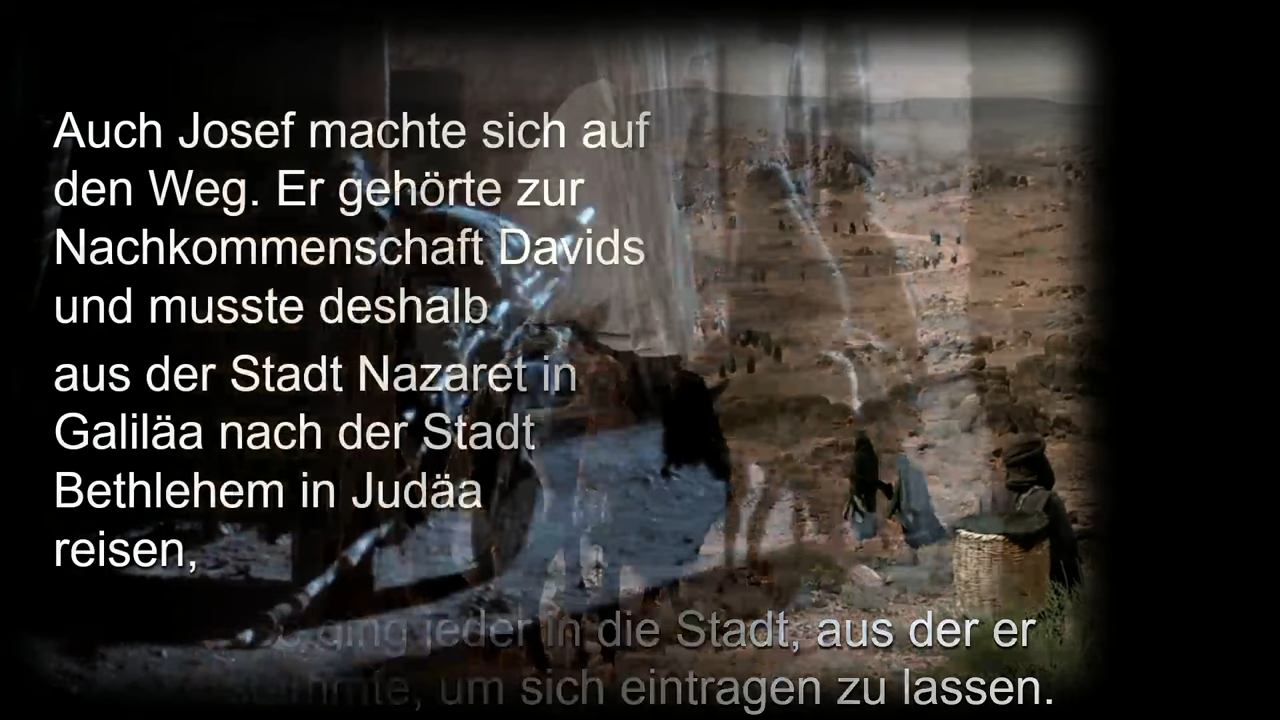 Auch Josef machte sich auf
den Weg. Er gehörte zur
Nachkommenschaft Davids
und musste deshalb
aus der Stadt Nazaret in
Galiläa nach der Stadt
Bethlehem in Judäa
reisen,
ging jeder in die Stadt, aus der er
um sich eintragen zu lassen.